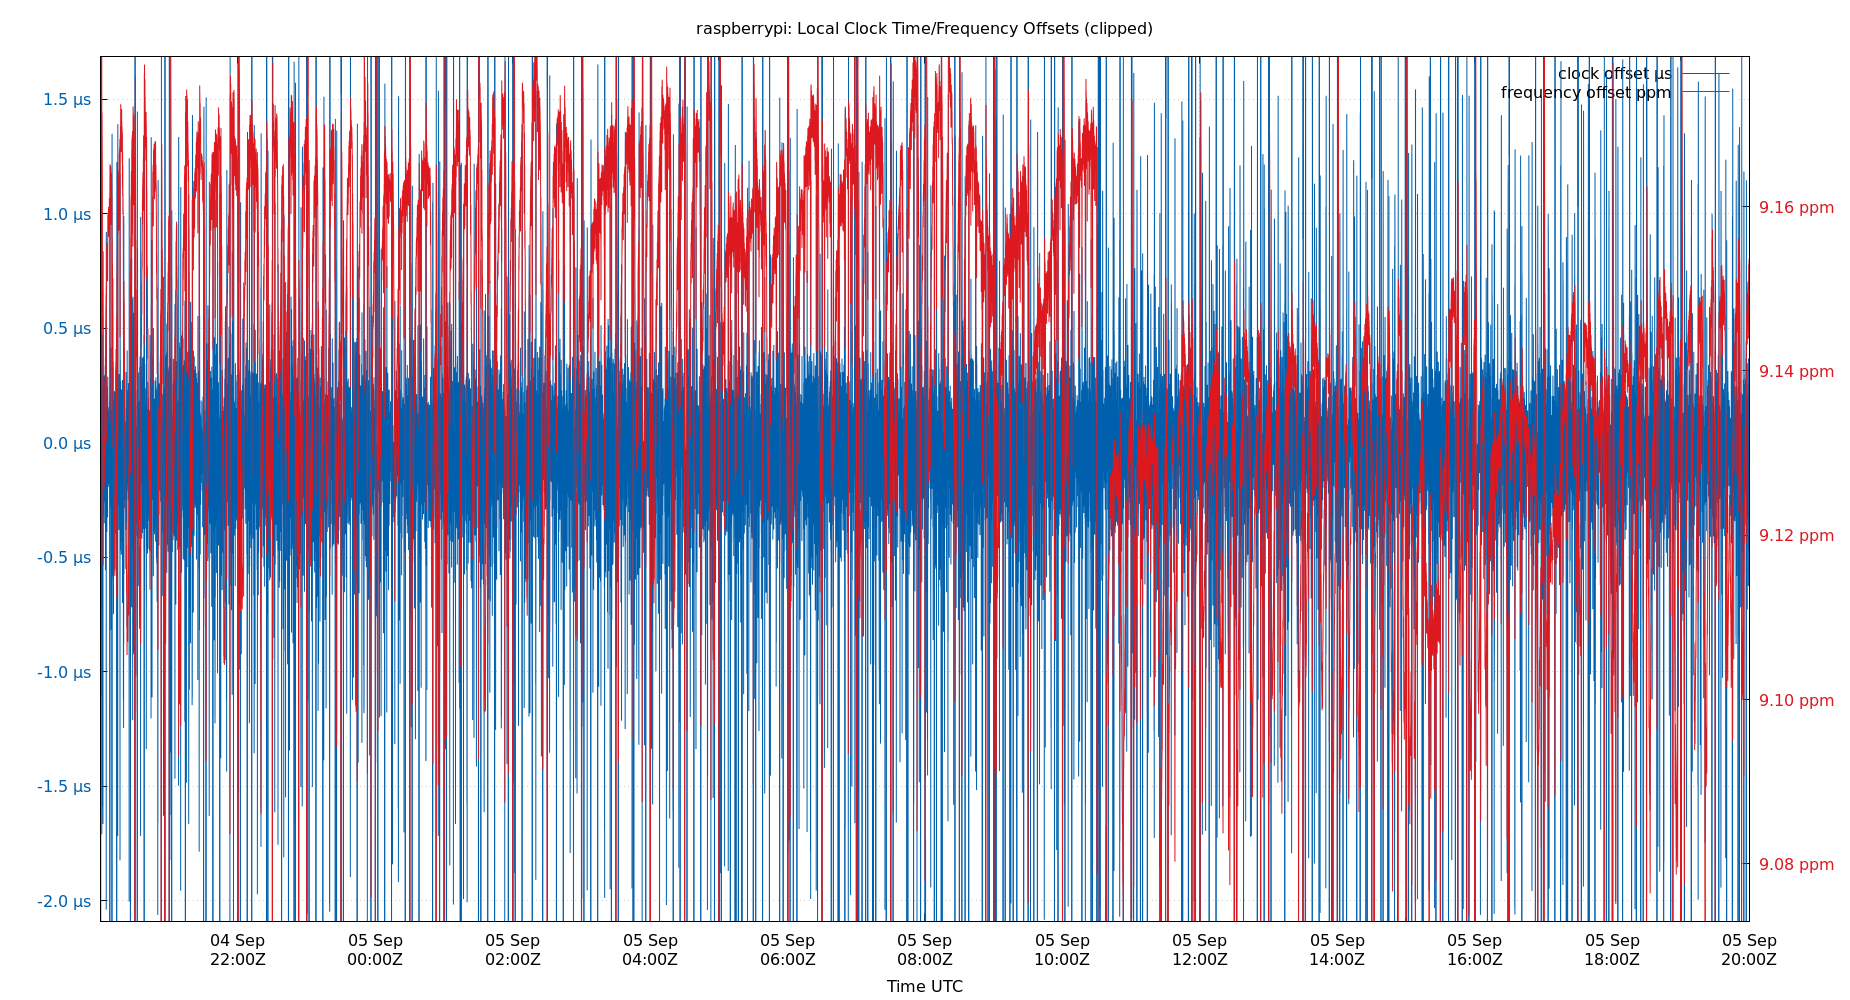 raspberrypi: Local Clock Time/Frequency Offsets (clipped)
clock offset µs
frequency offset ppm
1.5 µs
1.0 µs
0.5 µs
0.0 µs
-0.5 µs
-1.0 µs
-1.5 µs
-2.0 µs
9.16 ppm
9.14 ppm
9.12 ppm
9.10 ppm
9.08 ppm
04 Sep 05 Sep 05 Sep 05 Sep 05 Sep 05 Sep 05 Sep 05 Sep 05 Sep 05 Sep 05 Sep 05 Sep
22:00Z 00:00Z 02:00Z 04:00Z 06:00Z 08:00Z 10:00Z 12:00Z 14:00Z 16:00Z 18:00Z 20:00Z
Time UTC